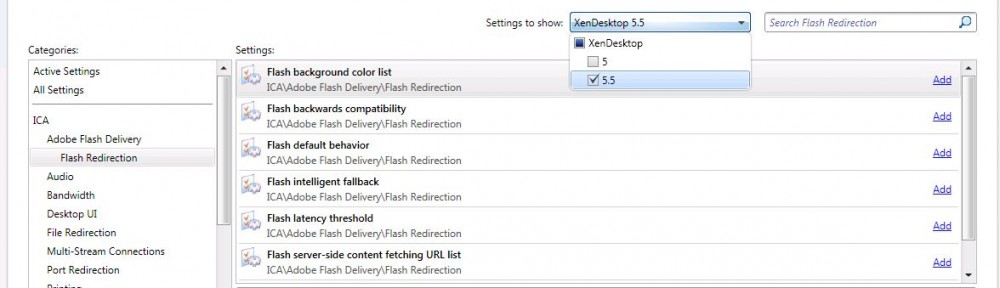 Settings to show: XenDesktop 5.5 Search Flash Redirection
XenDesktop
5
5.5
Categories:
Active Settings
All Settings
ICA
Adobe Flash Delivery
Flash Redirection
Audio
Bandwidth
Desktop UI
File Redirection
Multi-Stream Connections
Port Redirection
Settings:
Flash background color list
ICA\Adobe Flash Delivery\Flash Redirection Add
Flash backwards compatibility
ICA\Adobe Flash Delivery\Flash Redirection Add
Flash default behavior
ICA\Adobe Flash Delivery\Flash Redirection Add
Flash intelligent fallback
ICA\Adobe Flash Delivery\Flash Redirection Add
Flash latency threshold
ICA\Adobe Flash Delivery\Flash Redirection Add
Flash server-side content fetching URL list
ICA\Adobe Flash Delivery\Flash Redirection Add